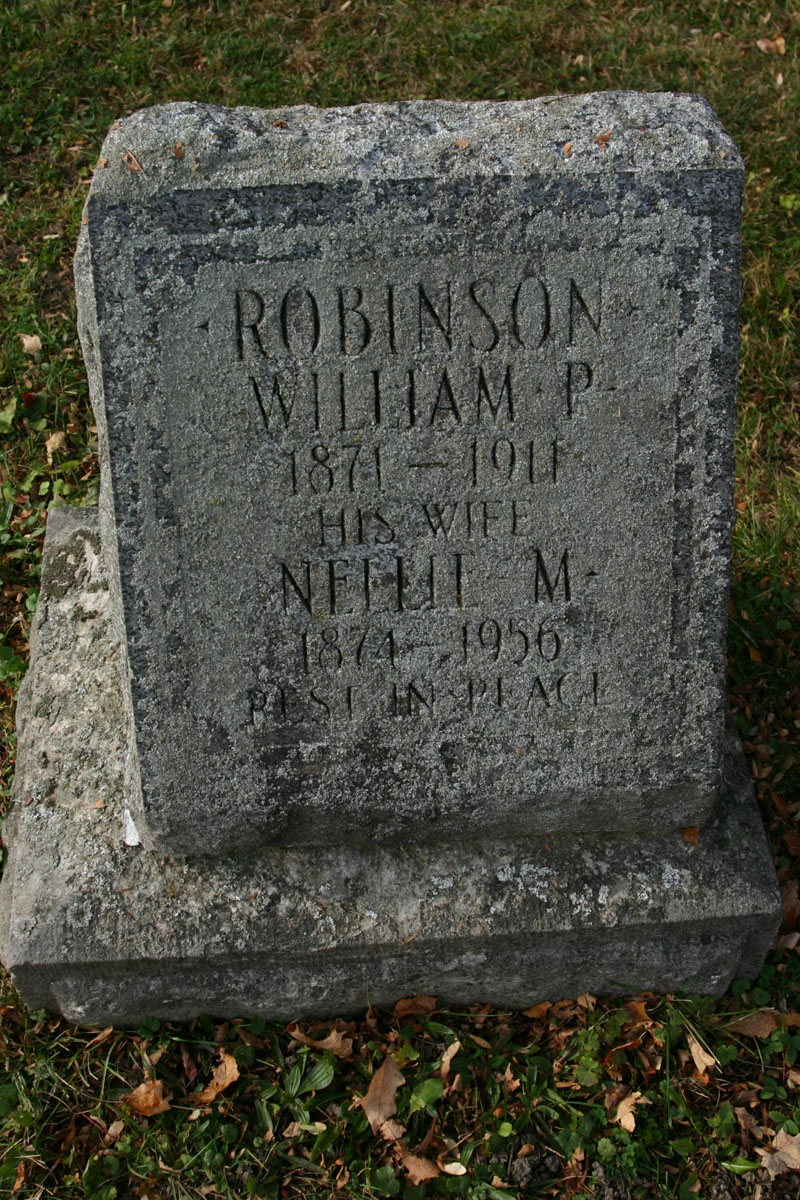 ROBINSON
WILLIAM P.
1871 — 1911
HIS WIFE
NELLIE M.
1874 — 1956
REST IN PEACE